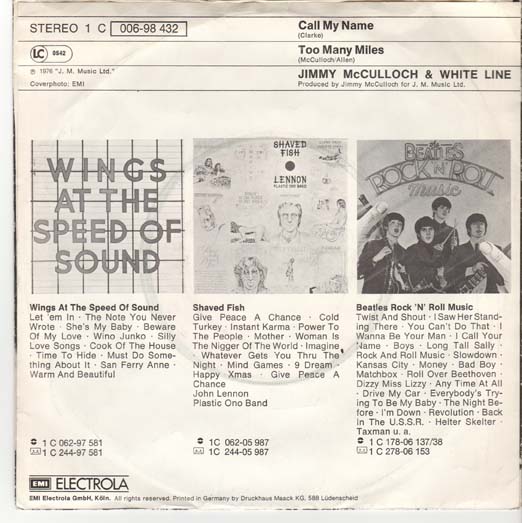 STEREO 1 C 006-98 432
LC 0542
℗ 1976 "J. M. Music Ltd."
Coverphoto: EMI
Call My Name
(Clarke)
Too Many Miles
(McCulloch/Allen)
JIMMY McCULLOCH & WHITE LINE
Produced by Jimmy McCulloch for J. M. Music Ltd.
WINGS
AT THE
SPEED OF
SOUND
SHAVED
FISH
LENNON
PLASTIC ONO BAND
The
BEATLES
ROCK 'N' ROLL
Music
Wings At The Speed Of Sound
Let 'em In · The Note You Never
Wrote · She's My Baby · Beware
Of My Love · Wino Junko · Silly
Love Songs · Cook Of The House
· Time To Hide · Must Do Some-
thing About It · San Ferry Anne ·
Warm And Beautiful
1 C 062-97 581
1 C 244-97 581
Shaved Fish
Give Peace A Chance · Cold
Turkey · Instant Karma · Power To
The People · Mother · Woman Is
The Nigger Of The World · Imagine
· Whatever Gets You Thru The
Night · Mind Games · 9 Dream ·
Happy Xmas · Give Peace A
Chance
John Lennon
Plastic Ono Band
1C 062-05 987
1C 244-05 987
Beatles Rock 'N' Roll Music
Twist And Shout · I Saw Her Stand-
ing There · You Can't Do That · I
Wanna Be Your Man · I Call Your
Name · Boys · Long Tall Sally ·
Rock And Roll Music · Slowdown ·
Kansas City · Money · Bad Boy ·
Matchbox · Roll Over Beethoven ·
Dizzy Miss Lizzy · Any Time At All
· Drive My Car · Everybody's Try-
ing To Be My Baby · The Night Be-
fore · I'm Down · Revolution · Back
In The U.S.S.R. · Helter Skelter ·
Taxman u. a.
1 C 178-06 137/38
1 C 278-06 153
EMI ELECTROLA
EMI Electrola GmbH, Köln. All rights reserved. Printed in Germany by Druckhaus Maack KG, 588 Lüdenscheid